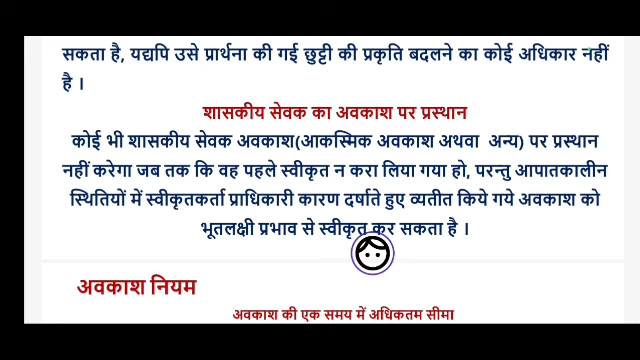 सकता है, यद्यपि उसे प्रार्थना की गई छुट्टी की प्रकृति बदलने का कोई अधिकार नहीं
है ।
शासकीय सेवक का अवकाश पर प्रस्थान
कोई भी शासकीय सेवक अवकाश(आकस्मिक अवकाश अथवा अन्य) पर प्रस्थान
नहीं करेगा जब तक कि वह पहले स्वीकृत न करा लिया गया हो, परन्तु आपातकालीन
स्थितियों में स्वीकृतकर्ता प्राधिकारी कारण दर्षाते हुए व्यतीत किये गये अवकाश को
भूतलक्षी प्रभाव से स्वीकृत कर सकता है ।
अवकाश नियम
अवकाश की एक समय में अधिकतम सीमा